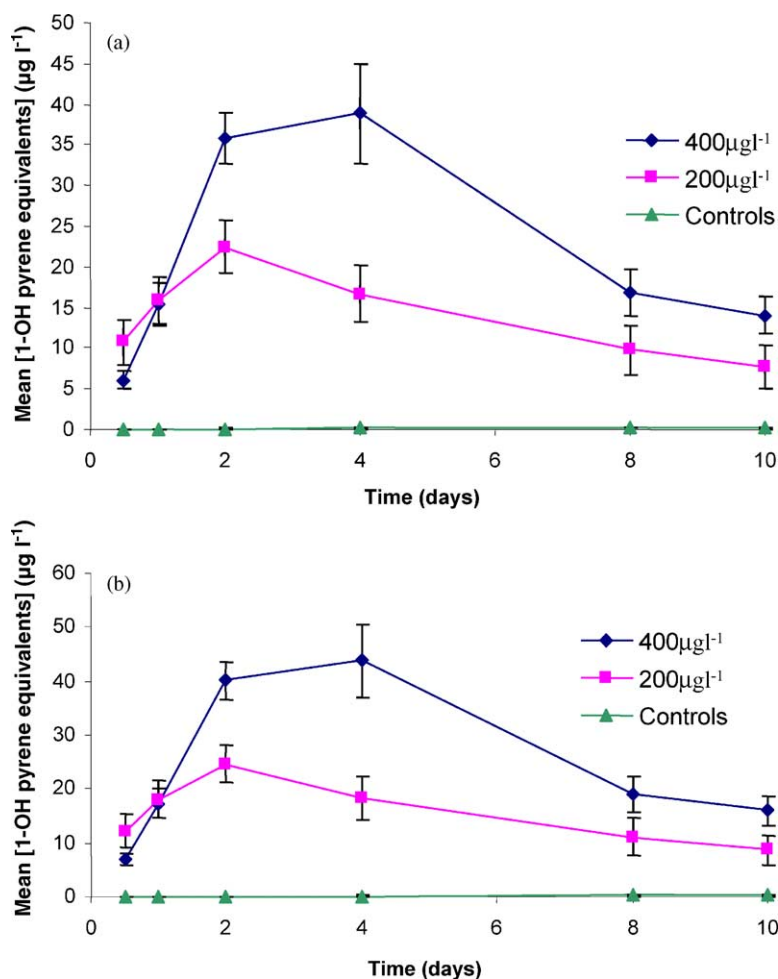 (a)
Mean [1-OH pyrene equivalents] (µg l⁻¹)
50
45
40
35
30
25
20
15
10
5
0
400µgl⁻¹
200µgl⁻¹
Controls
0 2 4 6 8 10
Time (days)
(b)
Mean [1-OH pyrene equivalents] (µg l⁻¹)
60
50
40
30
20
10
0
400µgl⁻¹
200µgl⁻¹
Controls
0 2 4 6 8 10
Time (days)